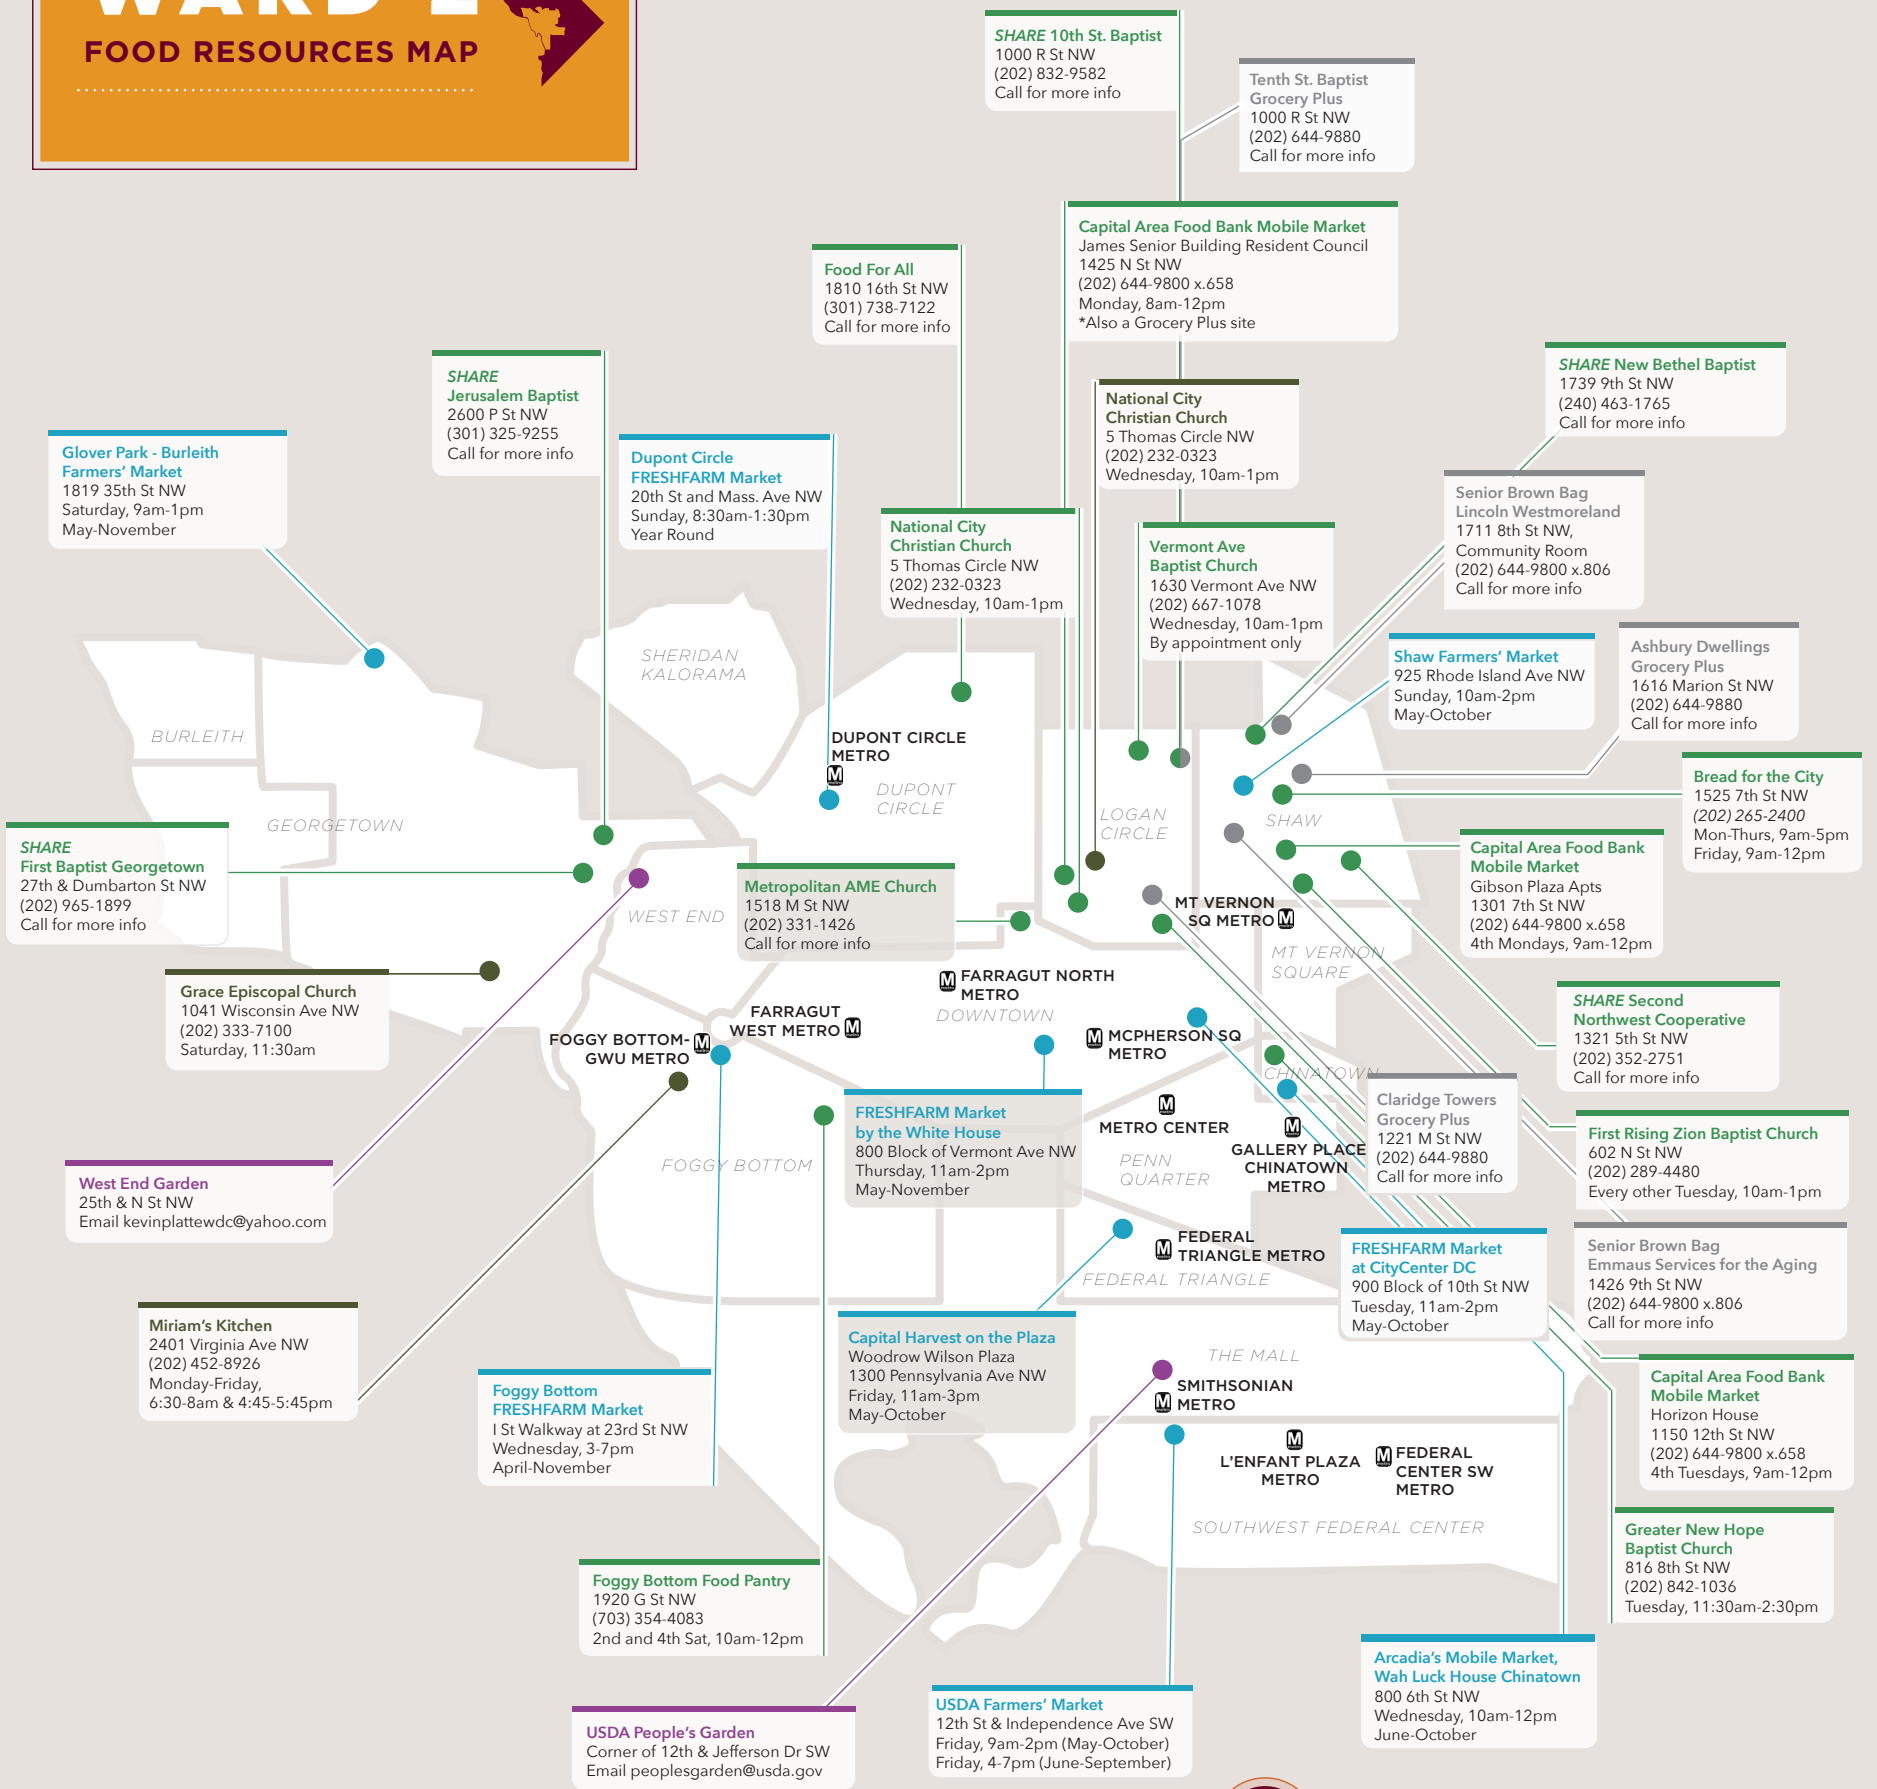 WARD 2
FOOD RESOURCES MAP
SHARE 10th St. Baptist
1000 R St NW
(202) 832-9582
Call for more info
Tenth St. Baptist
Grocery Plus
1000 R St NW
(202) 644-9880
Call for more info
Capital Area Food Bank Mobile Market
James Senior Building Resident Council
1425 N St NW
(202) 644-9800 x.658
Monday, 8am-12pm
*Also a Grocery Plus site
Food For All
1810 16th St NW
(301) 738-7122
Call for more info
SHARE
Jerusalem Baptist
2600 P St NW
(301) 325-9255
Call for more info
SHARE New Bethel Baptist
1739 9th St NW
(240) 463-1765
Call for more info
National City
Christian Church
5 Thomas Circle NW
(202) 232-0323
Wednesday, 10am-1pm
Glover Park - Burleith
Farmers' Market
1819 35th St NW
Saturday, 9am-1pm
May-November
Dupont Circle
FRESHFARM Market
20th St and Mass. Ave NW
Sunday, 8:30am-1:30pm
Year Round
Senior Brown Bag
Lincoln Westmoreland
1711 8th St NW,
Community Room
(202) 644-9800 x.806
Call for more info
National City
Christian Church
5 Thomas Circle NW
(202) 232-0323
Wednesday, 10am-1pm
Vermont Ave
Baptist Church
1630 Vermont Ave NW
(202) 667-1078
Wednesday, 10am-1pm
By appointment only
Shaw Farmers' Market
925 Rhode Island Ave NW
Sunday, 10am-2pm
May-October
Ashbury Dwellings
Grocery Plus
1616 Marion St NW
(202) 644-9880
Call for more info
SHERIDAN
KALORAMA
BURLEITH
DUPONT CIRCLE
METRO
DUPONT
CIRCLE
GEORGETOWN
LOGAN
CIRCLE
SHAW
Bread for the City
1525 7th St NW
(202) 265-2400
Mon-Thurs, 9am-5pm
Friday, 9am-12pm
SHARE
First Baptist Georgetown
27th & Dumbarton St NW
(202) 965-1899
Call for more info
Capital Area Food Bank
Mobile Market
Gibson Plaza Apts
1301 7th St NW
(202) 644-9800 x.658
4th Mondays, 9am-12pm
Metropolitan AME Church
1518 M St NW
(202) 331-1426
Call for more info
WEST END
MT VERNON
SQ METRO
MT VERNON
SQUARE
Grace Episcopal Church
1041 Wisconsin Ave NW
(202) 333-7100
Saturday, 11:30am
FARRAGUT NORTH
METRO
DOWNTOWN
FARRAGUT
WEST METRO
FOGGY BOTTOM-
GWU METRO
MCPHERSON SQ
METRO
SHARE Second
Northwest Cooperative
1321 5th St NW
(202) 352-2751
Call for more info
CHINATOWN
Claridge Towers
Grocery Plus
1221 M St NW
(202) 644-9880
Call for more info
FRESHFARM Market
by the White House
800 Block of Vermont Ave NW
Thursday, 11am-2pm
May-November
METRO CENTER
GALLERY PLACE
CHINATOWN
METRO
PENN
QUARTER
FOGGY BOTTOM
First Rising Zion Baptist Church
602 N St NW
(202) 289-4480
Every other Tuesday, 10am-1pm
West End Garden
25th & N St NW
Email kevinplattewdc@yahoo.com
FEDERAL
TRIANGLE METRO
FEDERAL TRIANGLE
FRESHFARM Market
at CityCenter DC
900 Block of 10th St NW
Tuesday, 11am-2pm
May-October
Senior Brown Bag
Emmaus Services for the Aging
1426 9th St NW
(202) 644-9800 x.806
Call for more info
Miriam's Kitchen
2401 Virginia Ave NW
(202) 452-8926
Monday-Friday,
6:30-8am & 4:45-5:45pm
Capital Harvest on the Plaza
Woodrow Wilson Plaza
1300 Pennsylvania Ave NW
Friday, 11am-3pm
May-October
THE MALL
SMITHSONIAN
METRO
Foggy Bottom
FRESHFARM Market
I St Walkway at 23rd St NW
Wednesday, 3-7pm
April-November
Capital Area Food Bank
Mobile Market
Horizon House
1150 12th St NW
(202) 644-9800 x.658
4th Tuesdays, 9am-12pm
L'ENFANT PLAZA
METRO
FEDERAL
CENTER SW
METRO
SOUTHWEST FEDERAL CENTER
Greater New Hope
Baptist Church
816 8th St NW
(202) 842-1036
Tuesday, 11:30am-2:30pm
Foggy Bottom Food Pantry
1920 G St NW
(703) 354-4083
2nd and 4th Sat, 10am-12pm
Arcadia's Mobile Market,
Wah Luck House Chinatown
800 6th St NW
Wednesday, 10am-12pm
June-October
USDA People's Garden
Corner of 12th & Jefferson Dr SW
Email peoplesgarden@usda.gov
USDA Farmers' Market
12th St & Independence Ave SW
Friday, 9am-2pm (May-October)
Friday, 4-7pm (June-September)